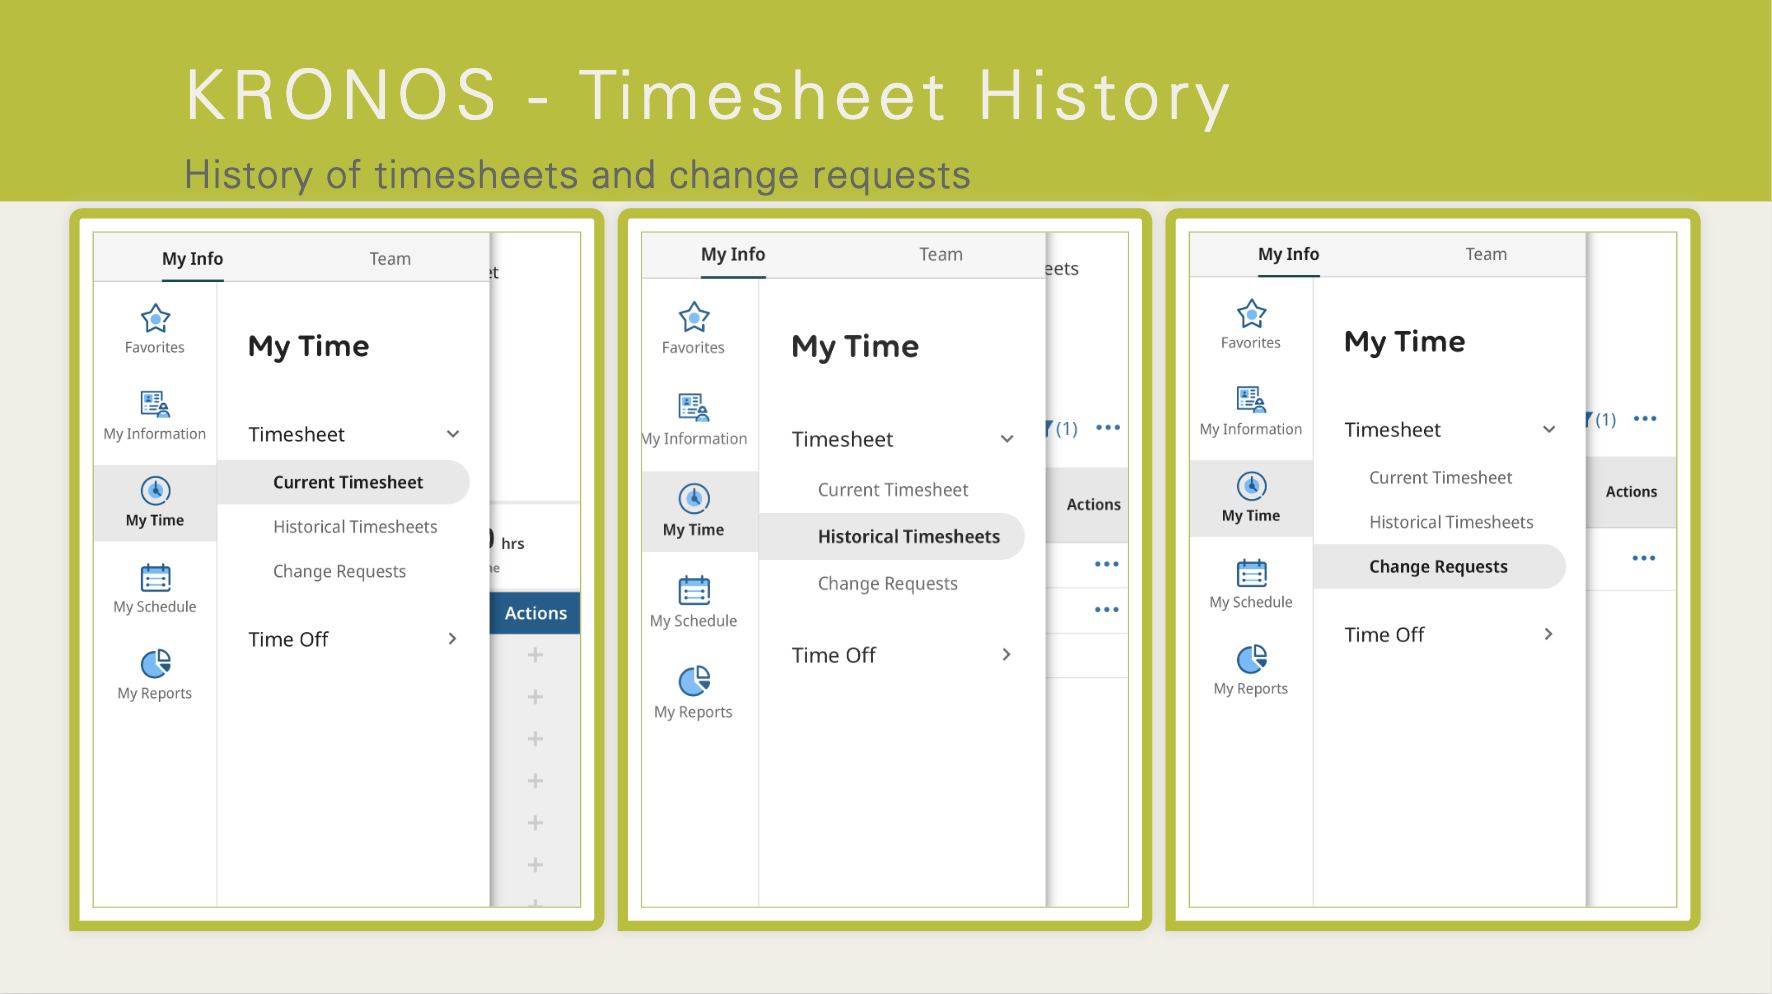 KRONOS - Timesheet History
History of timesheets and change requests
My Info
Team
Favorites
My Information
My Time
My Schedule
My Reports
My Time
Timesheet
Current Timesheet
Historical Timesheets
Change Requests
Time Off
hrs
Actions
My Info
Team
Favorites
My Information
My Time
My Schedule
My Reports
My Time
Timesheet
Current Timesheet
Historical Timesheets
Change Requests
Time Off
eets
(1)
Actions
My Info
Team
Favorites
My Information
My Time
My Schedule
My Reports
My Time
Timesheet
Current Timesheet
Historical Timesheets
Change Requests
Time Off
(1)
Actions